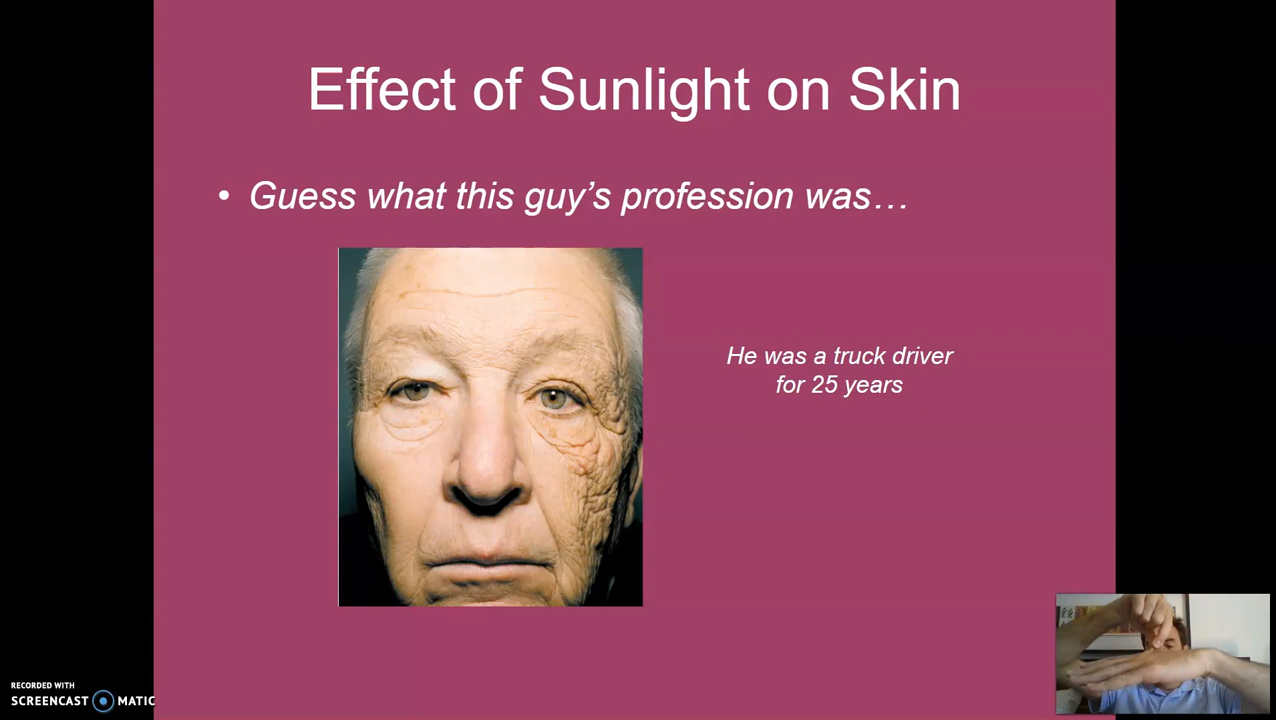 Effect of Sunlight on Skin
• Guess what this guy’s profession was…
He was a truck driver
for 25 years
RECORDED WITH
SCREENCAST MATIC